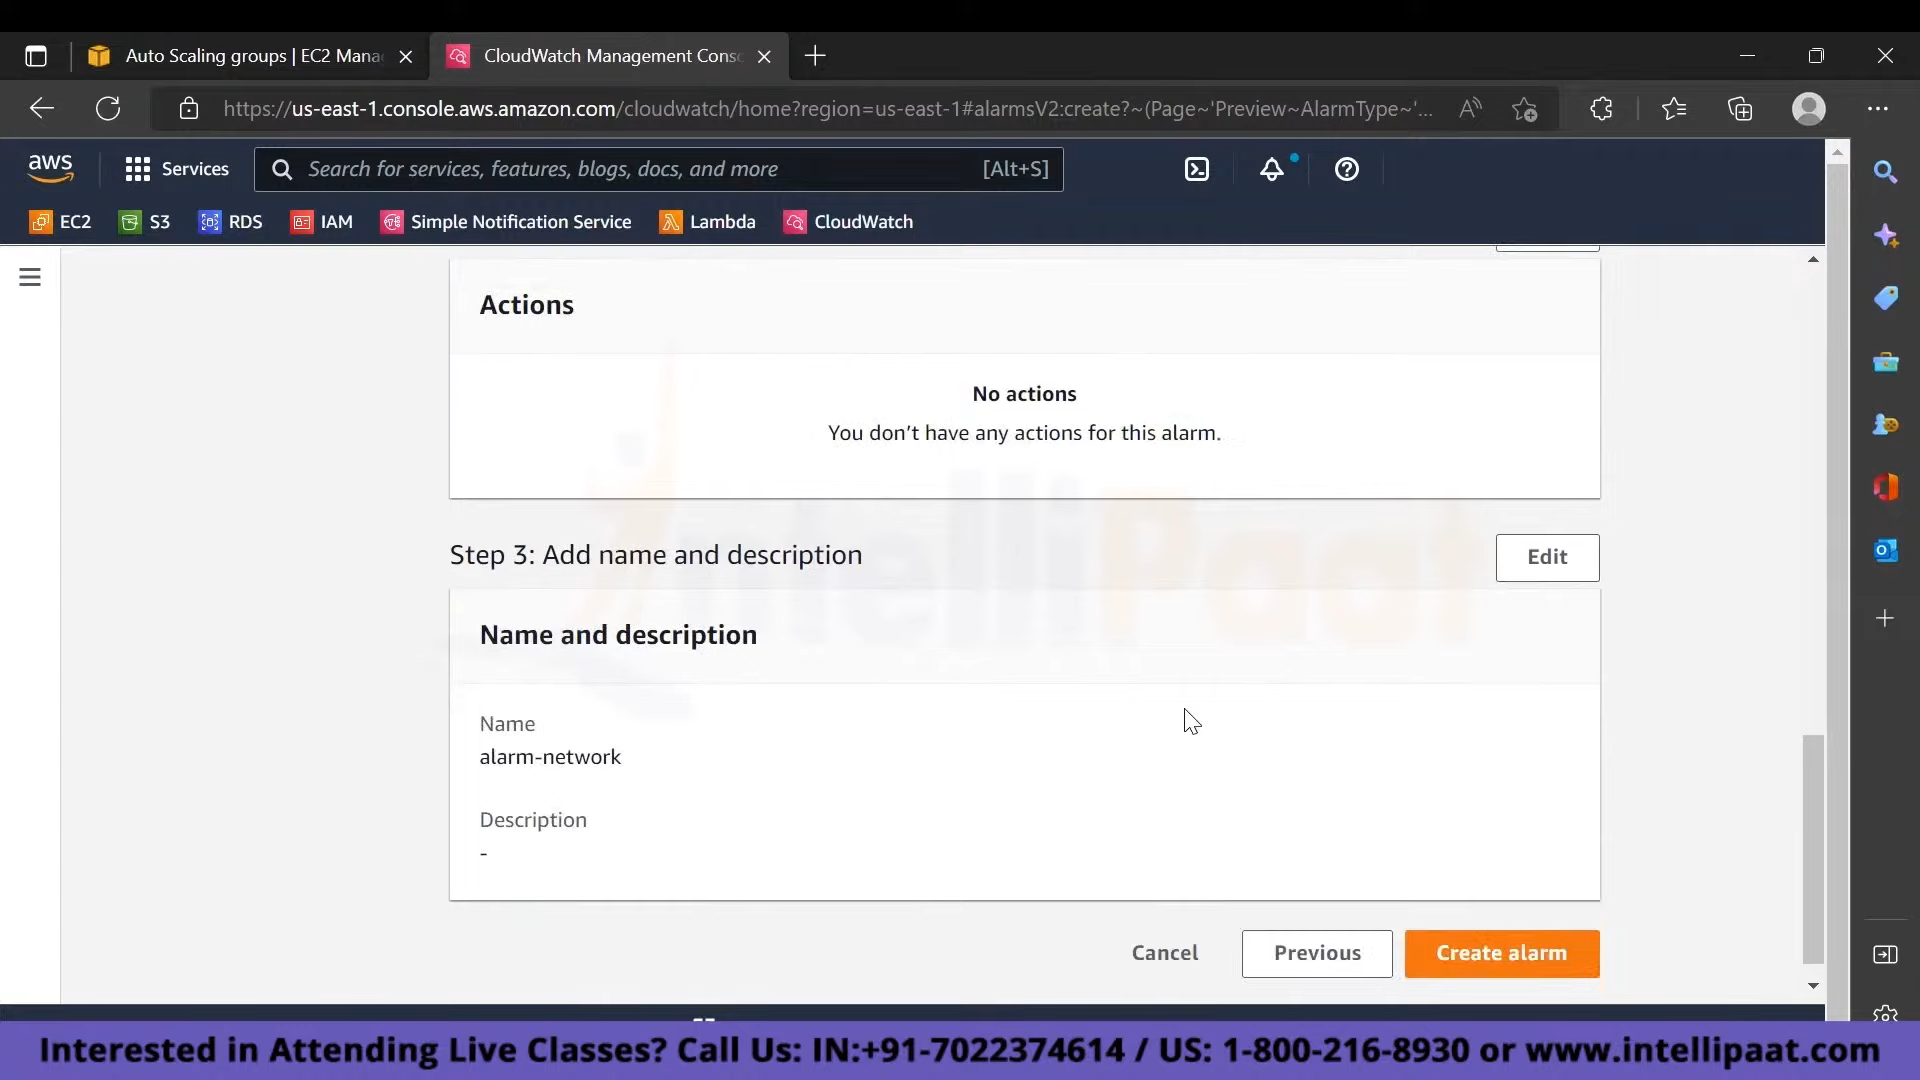 Auto Scaling groups | EC2 Mana
CloudWatch Management Conso
https://us-east-1.console.aws.amazon.com/cloudwatch/home?region=us-east-1#alarmsV2:create?~(Page~'Preview~AlarmType~'...
aws
Services
Search for services, features, blogs, docs, and more
[Alt+S]
EC2
S3
RDS
IAM
Simple Notification Service
Lambda
CloudWatch
Actions
No actions
You don't have any actions for this alarm.
IntelliPaat
Step 3: Add name and description
Edit
Name and description
Name
alarm-network
Description
-
Cancel
Previous
Create alarm
Interested in Attending Live Classes? Call Us: IN:+91-7022374614 / US: 1-800-216-8930 or www.intellipaat.com